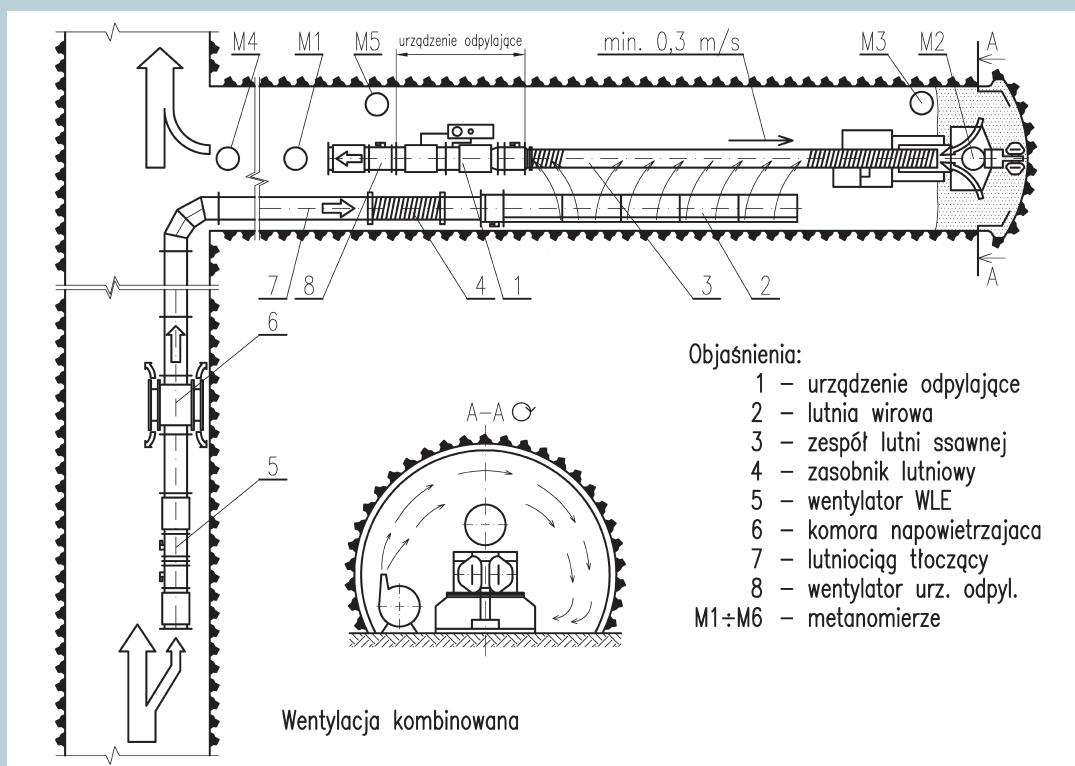 M4
M1
M5
urządzenie odpylające
min. 0,3 m/s
M3
M2
A
A
7
8
4
1
3
2
6
5
A–A
Objaśnienia:
1 – urządzenie odpylające
2 – lutnia wirowa
3 – zespół lutni ssawnej
4 – zasobnik lutniowy
5 – wentylator WLE
6 – komora napowietrzajaca
7 – lutniociąg tłoczący
8 – wentylator urz. odpyl.
M1÷M6 – metanomierze
Wentylacja kombinowana